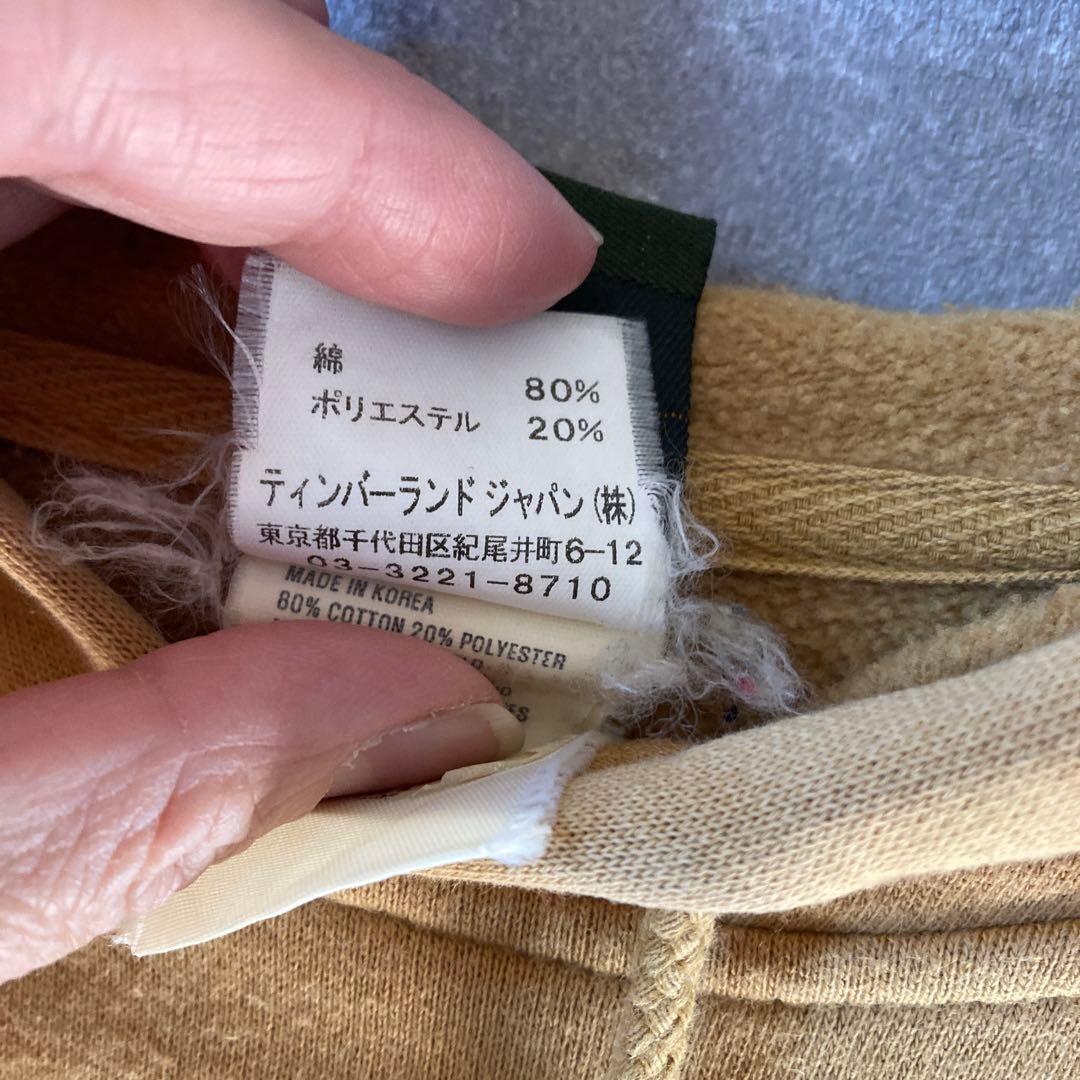 綿 80%
ポリエステル 20%
ティンバーランド ジャパン(株)
東京都千代田区紀尾井町6-12
03-3221-8710
MADE IN KOREA
80% COTTON 20% POLYESTER